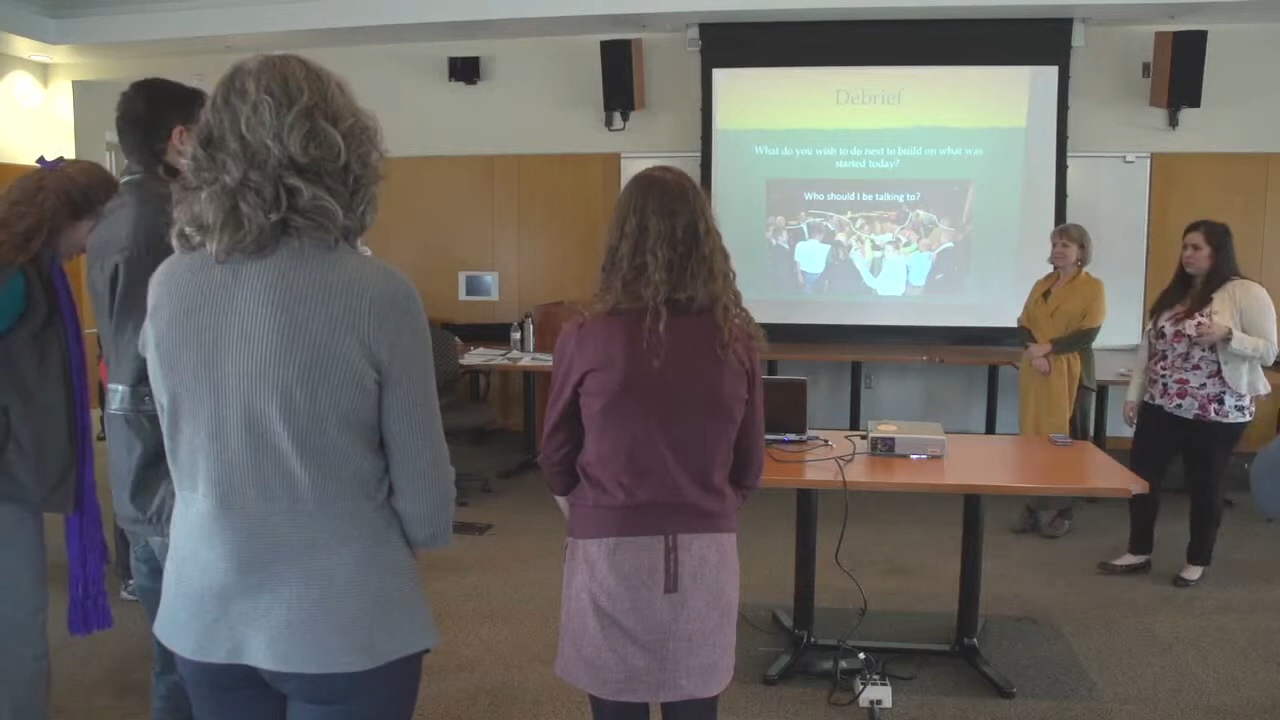 Debrief
What do you wish to do next to build on what was
started today?
Who should I be talking to?